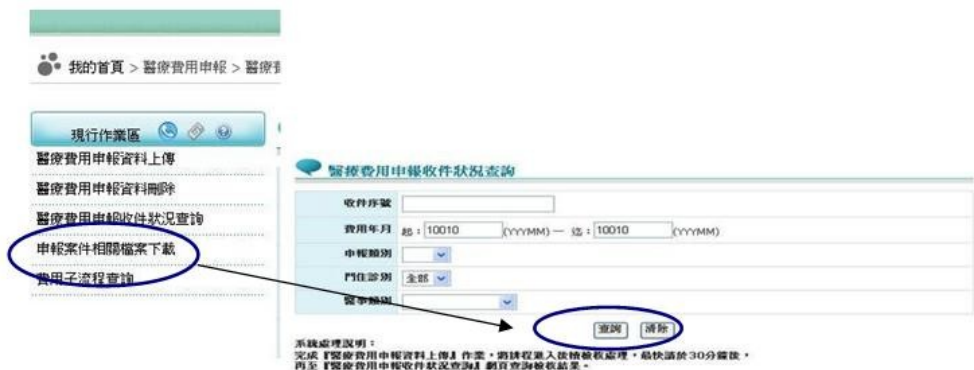 我的首頁 > 醫療費用申報 > 醫療
現行作業區
醫療費用申報資料上傳
醫療費用申報資料刪除
醫療費用申報收件狀況查詢
申報案件相關檔案下載
費用子流程查詢
醫療費用申報收件狀況查詢
收件序號
費用年月 起：10010 (YYYMM) — 迄：10010 (YYYMM)
申報類別
門住診別 全部
醫事類別
查詢 清除
系統處理說明：
完成『醫療費用申報資料上傳』作業，將排程進入後續檢收處理，最快請於30分鐘後，
再至『醫療費用申報收件狀況查詢』網頁查詢檢收結果。